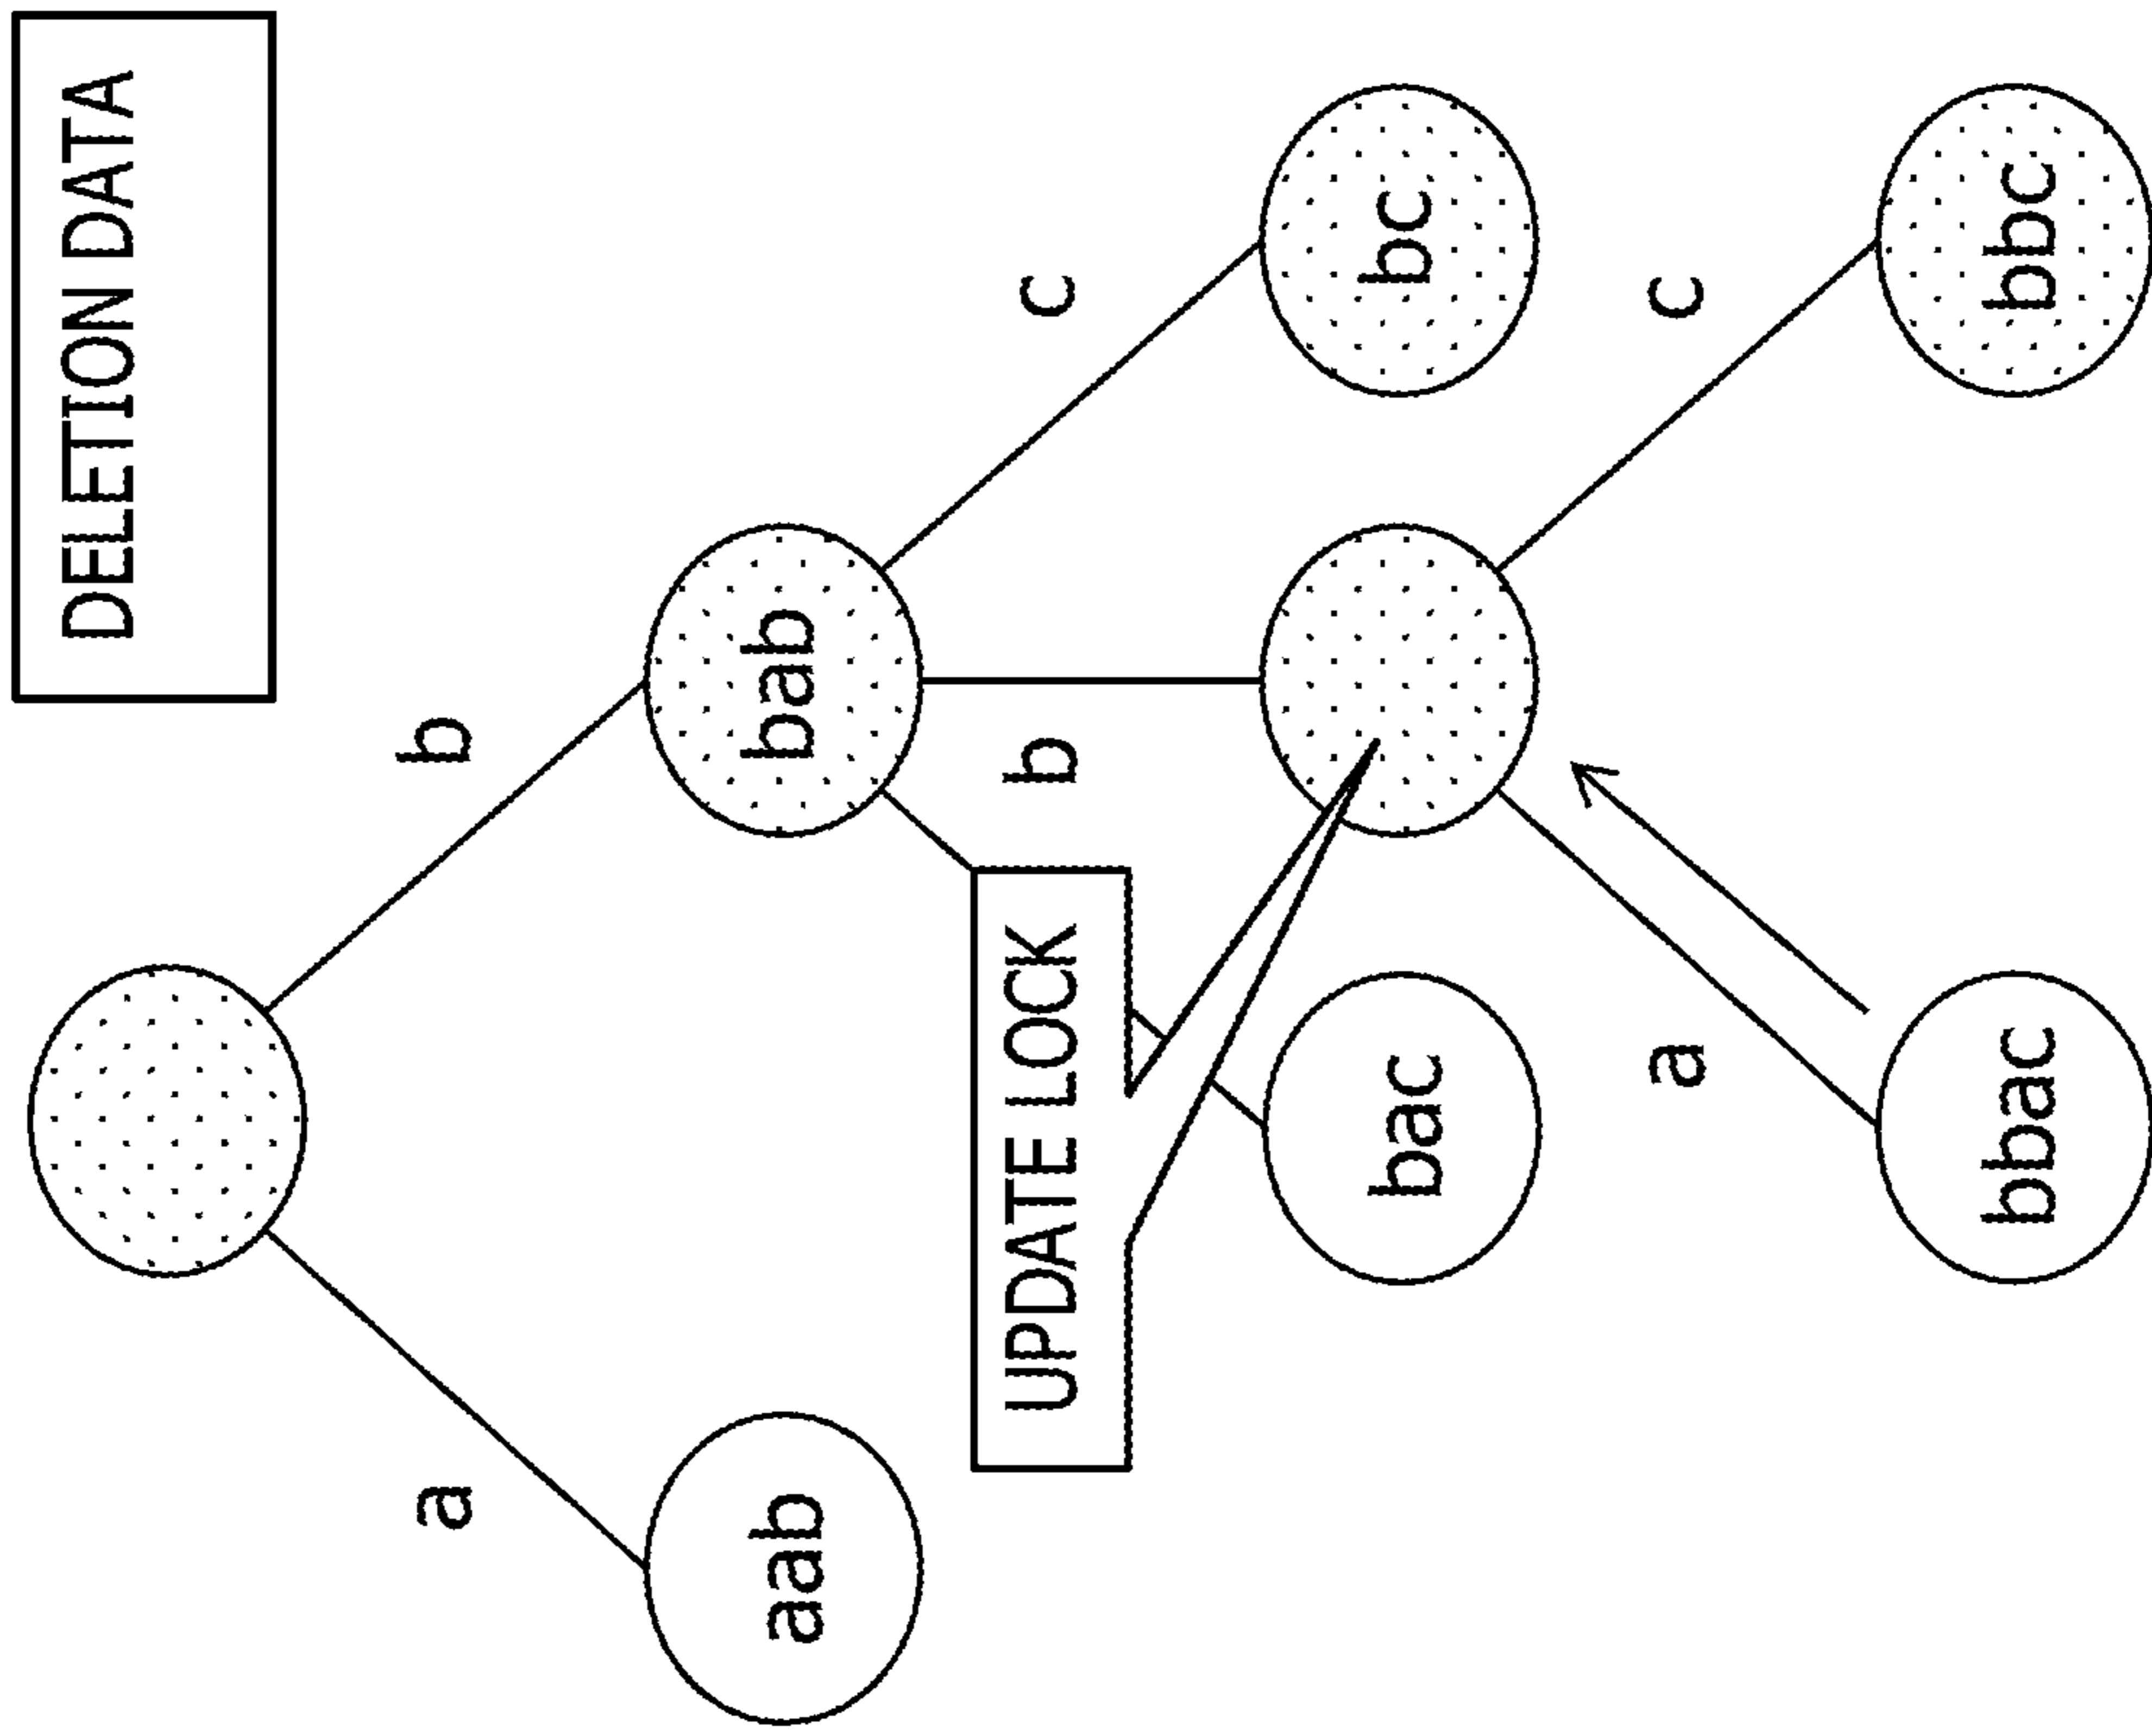 DELETION DATA
a
b
aab
bab
UPDATE LOCK
b
c
bac
bc
a
c
bbac
bbc